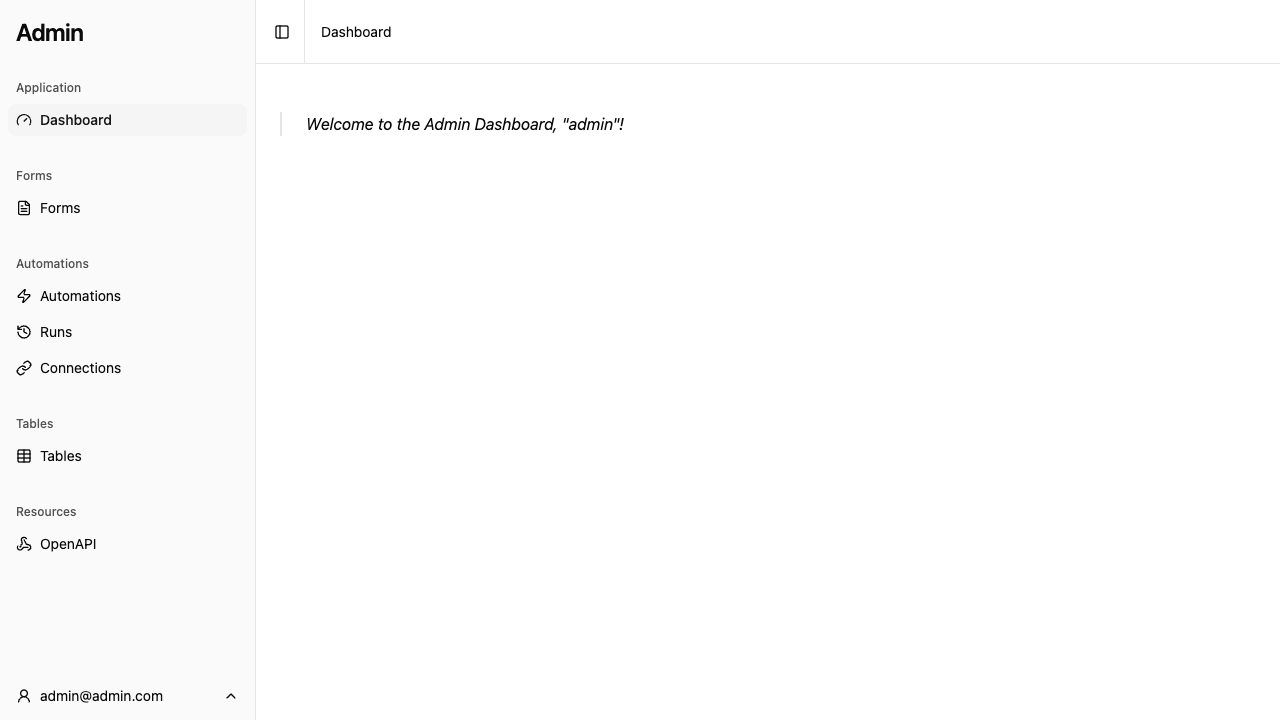 Admin
Application
Dashboard
Forms
Forms
Automations
Automations
Runs
Connections
Tables
Tables
Resources
OpenAPI
admin@admin.com
Dashboard
Welcome to the Admin Dashboard, "admin"!